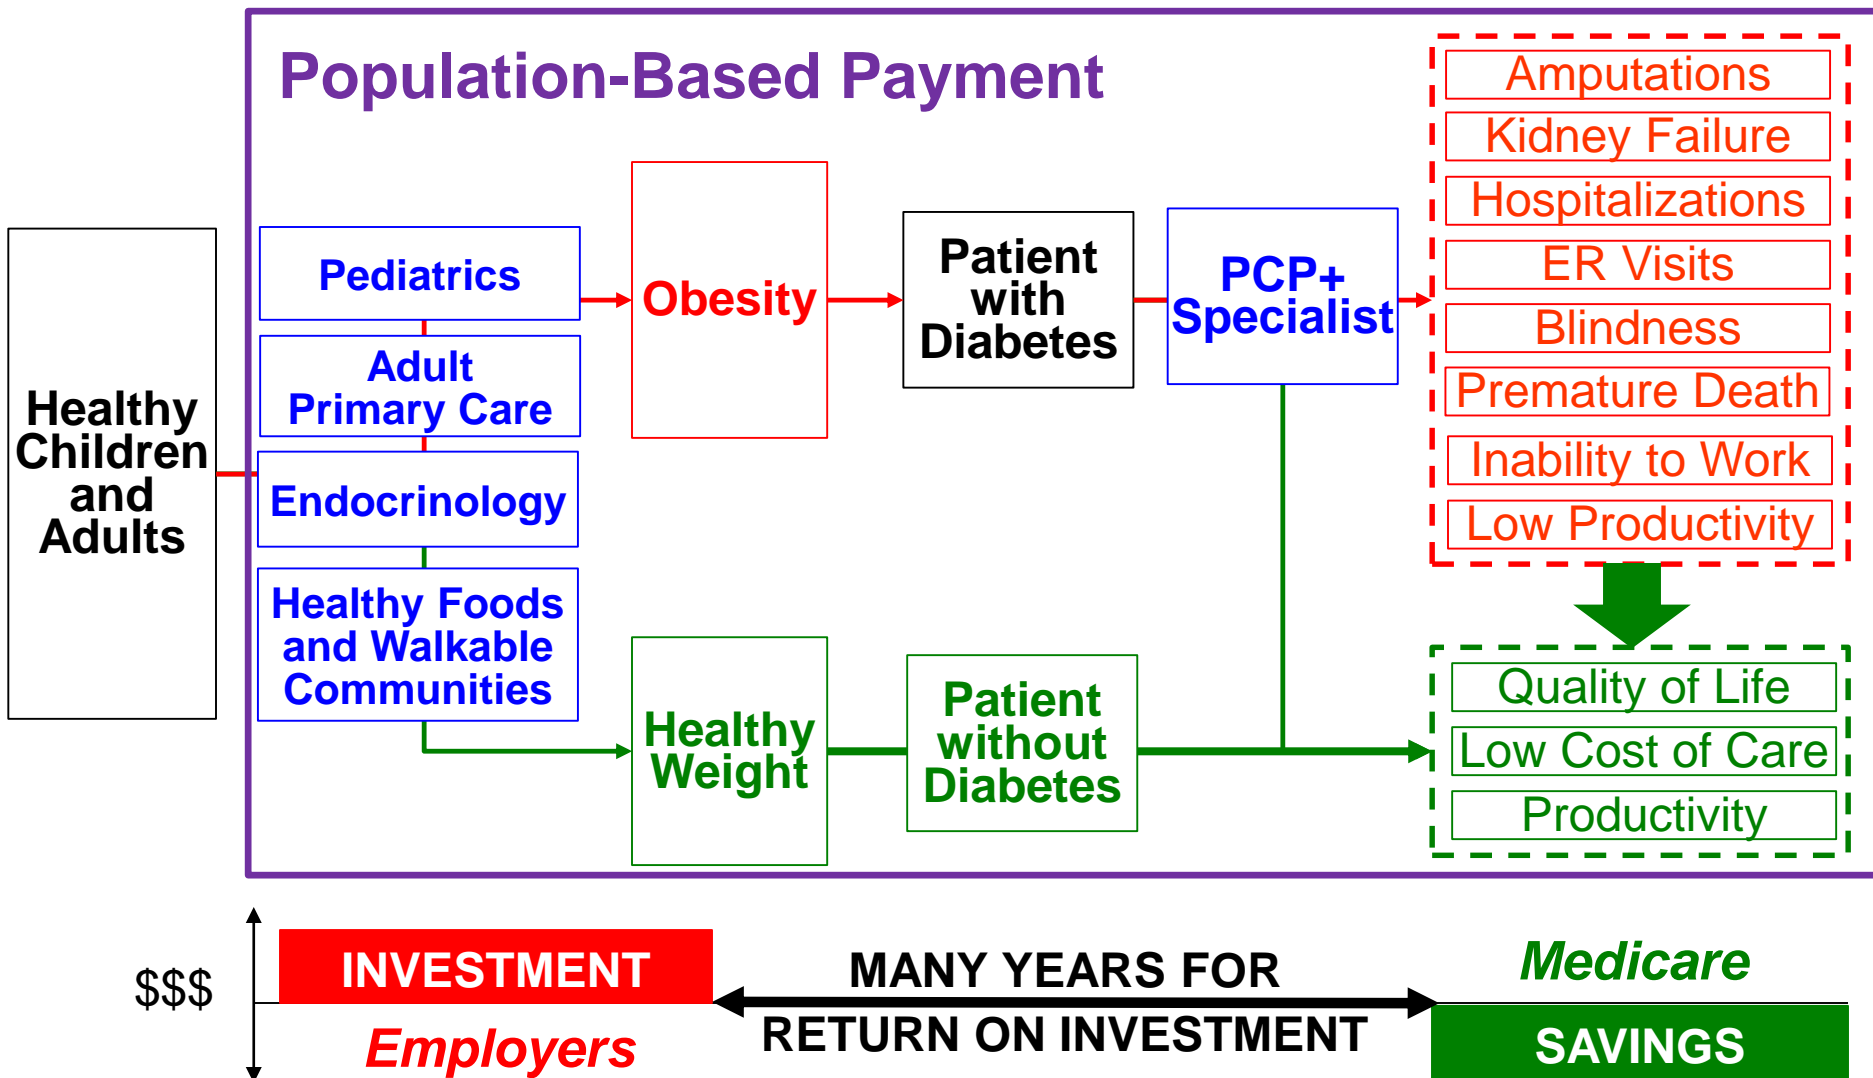 Population-Based Payment
Healthy
Children
and
Adults
Pediatrics
Adult
Primary Care
Endocrinology
Healthy Foods
and Walkable
Communities
Obesity
Patient
with
Diabetes
PCP+
Specialist
Healthy
Weight
Patient
without
Diabetes
Amputations
Kidney Failure
Hospitalizations
ER Visits
Blindness
Premature Death
Inability to Work
Low Productivity
Quality of Life
Low Cost of Care
Productivity
$$$
INVESTMENT
Employers
MANY YEARS FOR
RETURN ON INVESTMENT
Medicare
SAVINGS